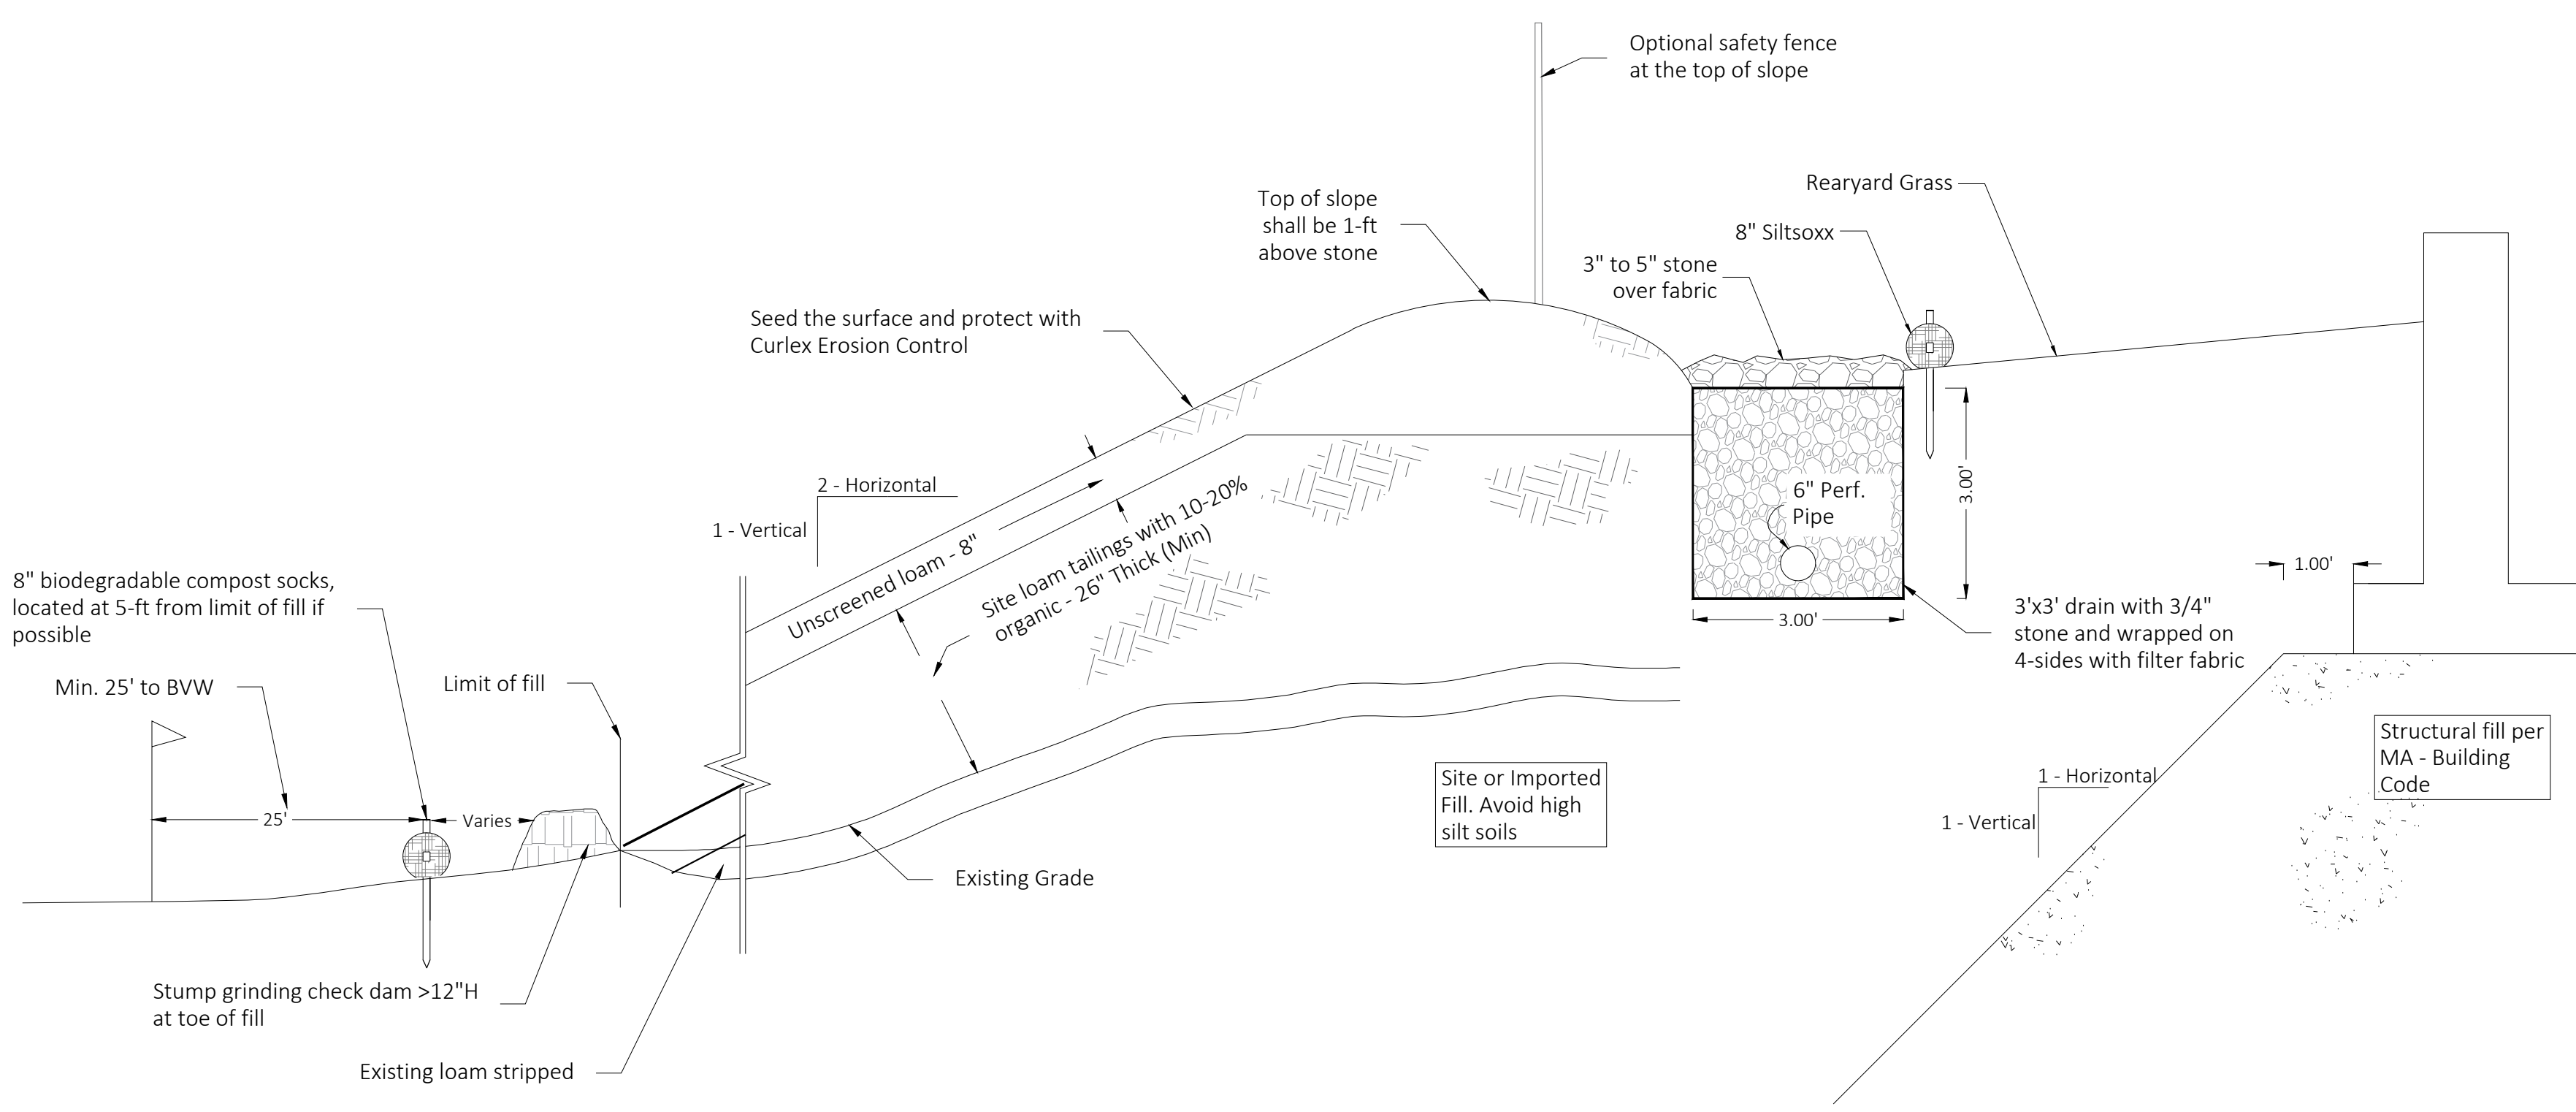 Optional safety fence
at the top of slope
Rearyard Grass
Top of slope
shall be 1-ft
above stone
8" Siltsoxx
3" to 5" stone
over fabric
Seed the surface and protect with
Curlex Erosion Control
2 - Horizontal
1 - Vertical
Unscreened loam - 8"
Site loam tailings with 10-20%
organic - 26" Thick (Min)
6" Perf.
Pipe
3.00'
3.00'
1.00'
3'x3' drain with 3/4"
stone and wrapped on
4-sides with filter fabric
8" biodegradable compost socks,
located at 5-ft from limit of fill if
possible
Min. 25' to BVW
Limit of fill
25'
Varies
Structural fill per
MA - Building
Code
Site or Imported
Fill. Avoid high
silt soils
1 - Horizontal
1 - Vertical
Existing Grade
Stump grinding check dam >12"H
at toe of fill
Existing loam stripped